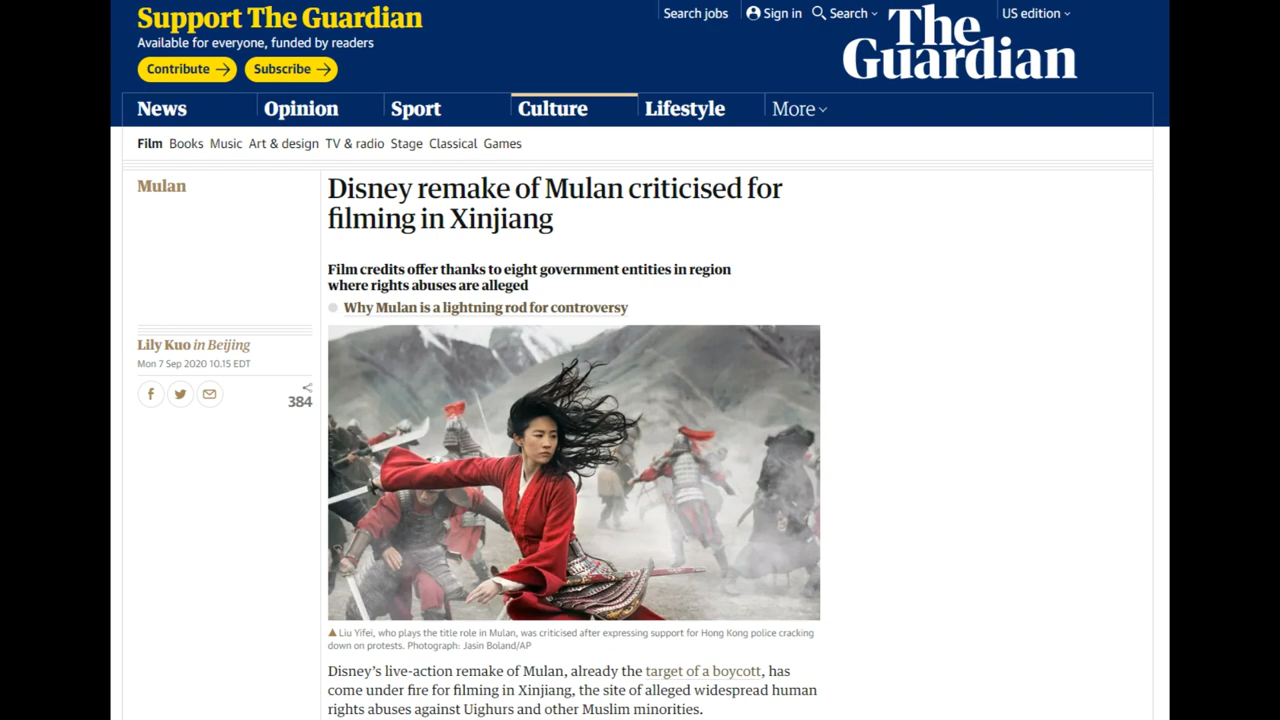 Support The Guardian
Available for everyone, funded by readers
Contribute
Subscribe
Search jobs
Sign in
Search
US edition
The
Guardian
News
Opinion
Sport
Culture
Lifestyle
More
Film Books Music Art & design TV & radio Stage Classical Games
Mulan
Disney remake of Mulan criticised for
filming in Xinjiang
Film credits offer thanks to eight government entities in region
where rights abuses are alleged
Why Mulan is a lightning rod for controversy
Lily Kuo in Beijing
Mon 7 Sep 2020 10.15 EDT
384
Liu Yifei, who plays the title role in Mulan, was criticised after expressing support for Hong Kong police cracking
down on protests. Photograph: Jasin Boland/AP
Disney’s live-action remake of Mulan, already the target of a boycott, has
come under fire for filming in Xinjiang, the site of alleged widespread human
rights abuses against Uighurs and other Muslim minorities.